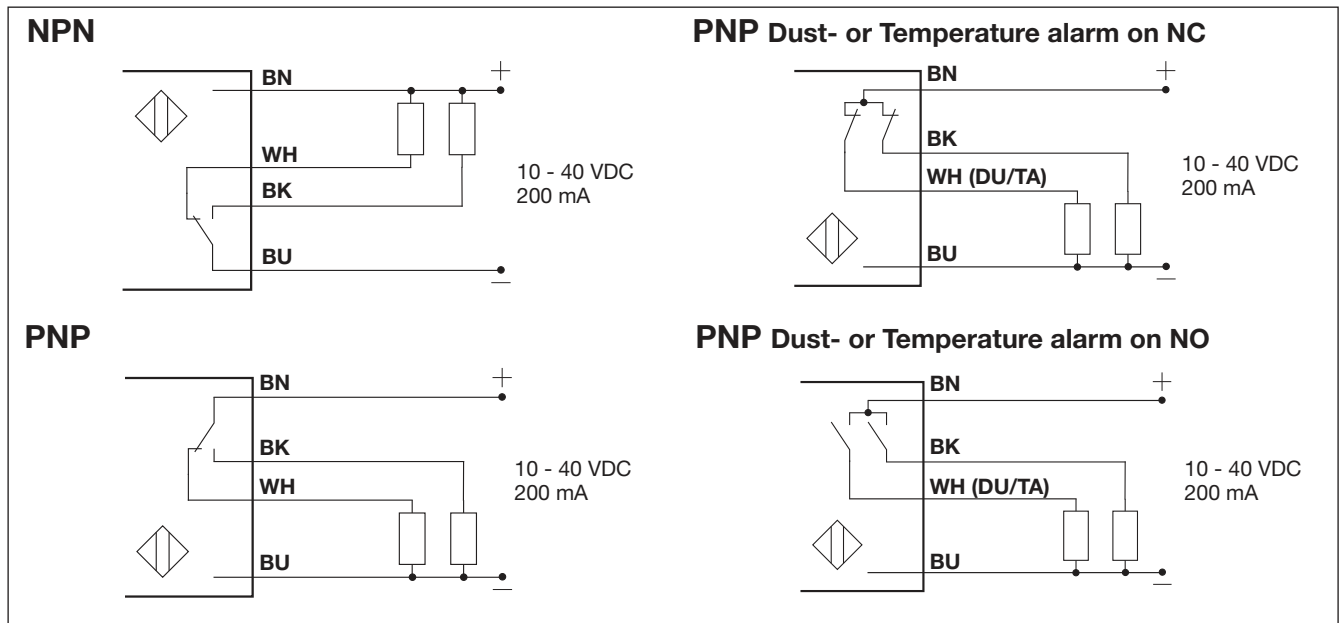 NPN
BN
+
WH
BK
BU
–
10 - 40 VDC
200 mA
PNP Dust- or Temperature alarm on NC
BN
+
BK
WH (DU/TA)
BU
–
10 - 40 VDC
200 mA
PNP
BN
+
BK
WH
BU
–
10 - 40 VDC
200 mA
PNP Dust- or Temperature alarm on NO
BN
+
BK
WH (DU/TA)
BU
–
10 - 40 VDC
200 mA